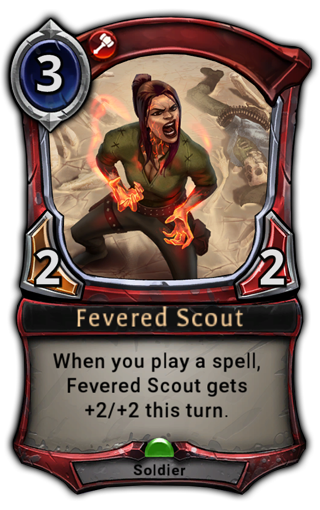 3
2
2
Fevered Scout
When you play a spell,
Fevered Scout gets
+2/+2 this turn.
Soldier